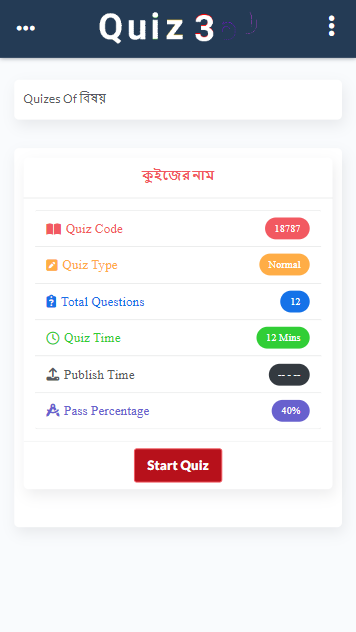 Quiz 3
Quizes Of বিষয়
কুইজের নাম
Quiz Code 18787
Quiz Type Normal
Total Questions 12
Quiz Time 12 Mins
Publish Time -- - --
Pass Percentage 40%
Start Quiz